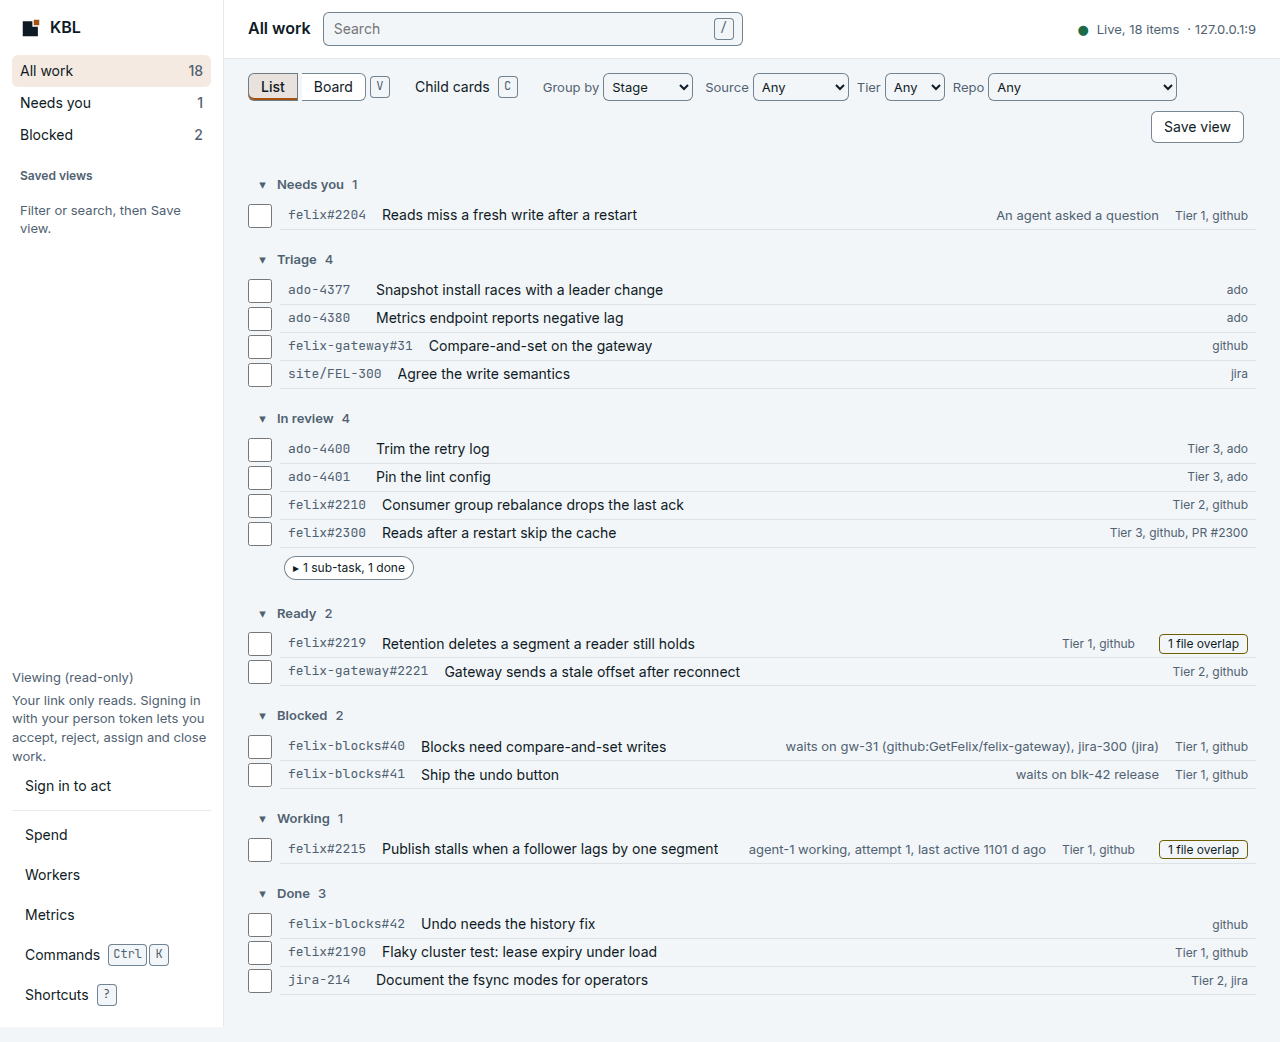 KBL
All work 18
Needs you 1
Blocked 2
Saved views
Filter or search, then Save
view.
Viewing (read-only)
Your link only reads. Signing in
with your person token lets you
accept, reject, assign and close
work.
Sign in to act
Spend
Workers
Metrics
Commands Ctrl K
Shortcuts ?
All work Search / Live, 18 items · 127.0.0.1:9
List Board V Child cards C Group by Stage Source Any Tier Any Repo Any
Save view
▾ Needs you 1
felix#2204 Reads miss a fresh write after a restart An agent asked a question Tier 1, github
▾ Triage 4
ado-4377 Snapshot install races with a leader change ado
ado-4380 Metrics endpoint reports negative lag ado
felix-gateway#31 Compare-and-set on the gateway github
site/FEL-300 Agree the write semantics jira
▾ In review 4
ado-4400 Trim the retry log Tier 3, ado
ado-4401 Pin the lint config Tier 3, ado
felix#2210 Consumer group rebalance drops the last ack Tier 2, github
felix#2300 Reads after a restart skip the cache Tier 3, github, PR #2300
▸ 1 sub-task, 1 done
▾ Ready 2
felix#2219 Retention deletes a segment a reader still holds Tier 1, github 1 file overlap
felix-gateway#2221 Gateway sends a stale offset after reconnect Tier 2, github
▾ Blocked 2
felix-blocks#40 Blocks need compare-and-set writes waits on gw-31 (github:GetFelix/felix-gateway), jira-300 (jira) Tier 1, github
felix-blocks#41 Ship the undo button waits on blk-42 release Tier 1, github
▾ Working 1
felix#2215 Publish stalls when a follower lags by one segment agent-1 working, attempt 1, last active 1101 d ago Tier 1, github 1 file overlap
▾ Done 3
felix-blocks#42 Undo needs the history fix github
felix#2190 Flaky cluster test: lease expiry under load Tier 1, github
jira-214 Document the fsync modes for operators Tier 2, jira